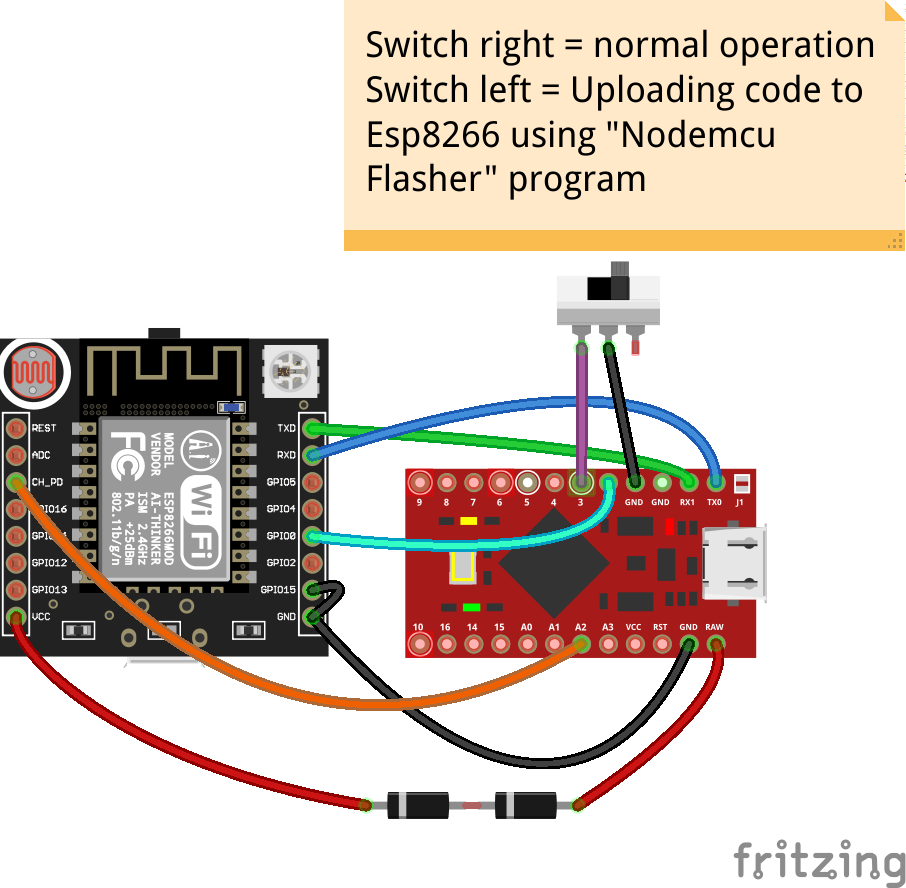 Switch right = normal operation
Switch left = Uploading code to
Esp8266 using "Nodemcu
Flasher" program
REST
ADC
CH_PD
GPIO12
GPIO13
VCC
MODEL
VENDOR
ESP8266MOD
AI-THINKER
ISM 2.4GHz
PA +25dBm
802.11b/g/n
FC
Ai
Wi Fi
TXD
RXD
GPIO5
GPIO4
GPIO0
GPIO2
GPIO15
GND
9 8 7 6 5 4 3 GND GND RX1 TX0 J1
10 16 14 15 A0 A1 A2 A3 VCC RST GND RAW
fritzing